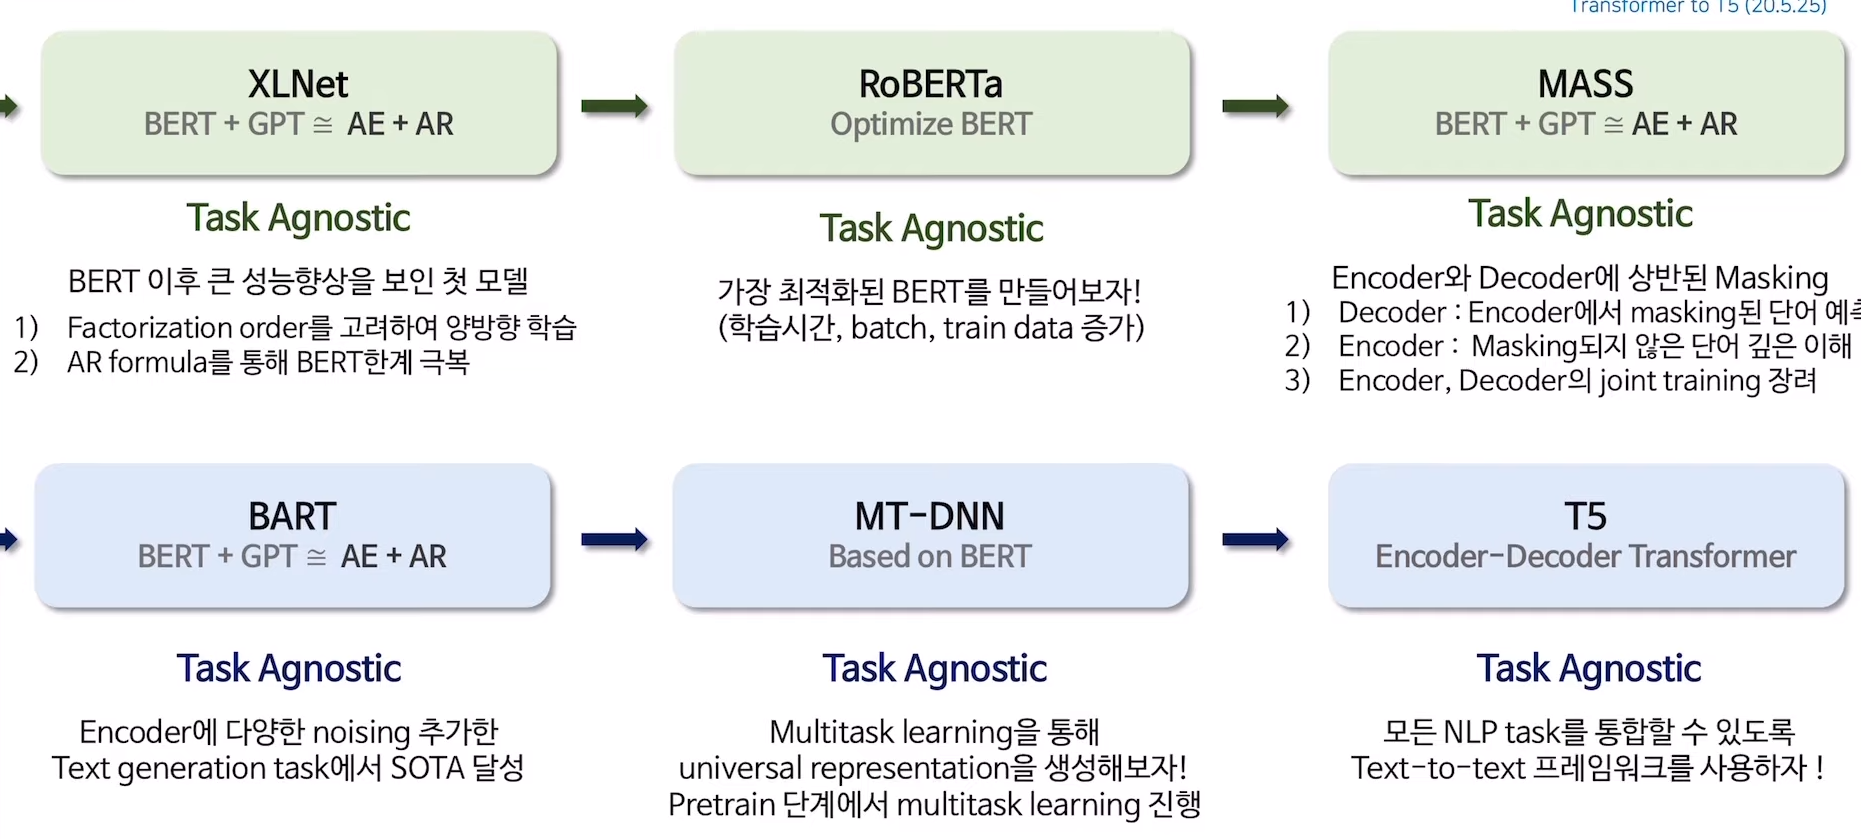 Transformer to T5 (20.5.25)
XLNet
BERT + GPT ≅ AE + AR
Task Agnostic
BERT 이후 큰 성능향상을 보인 첫 모델
1) Factorization order를 고려하여 양방향 학습
2) AR formula를 통해 BERT한계 극복
RoBERTa
Optimize BERT
Task Agnostic
가장 최적화된 BERT를 만들어보자!
(학습시간, batch, train data 증가)
MASS
BERT + GPT ≅ AE + AR
Task Agnostic
Encoder와 Decoder에 상반된 Masking
1) Decoder : Encoder에서 masking된 단어
2) Encoder : Masking되지 않은 단어 깊은 이해
3) Encoder, Decoder의 joint training 장려
BART
BERT + GPT ≅ AE + AR
Task Agnostic
Encoder에 다양한 noising 추가한
Text generation task에서 SOTA 달성
MT-DNN
Based on BERT
Task Agnostic
Multitask learning을 통해
universal representation을 생성해보자!
Pretrain 단계에서 multitask learning 진행
T5
Encoder-Decoder Transformer
Task Agnostic
모든 NLP task를 통합할 수 있도록
Text-to-text 프레임워크를 사용하자 !